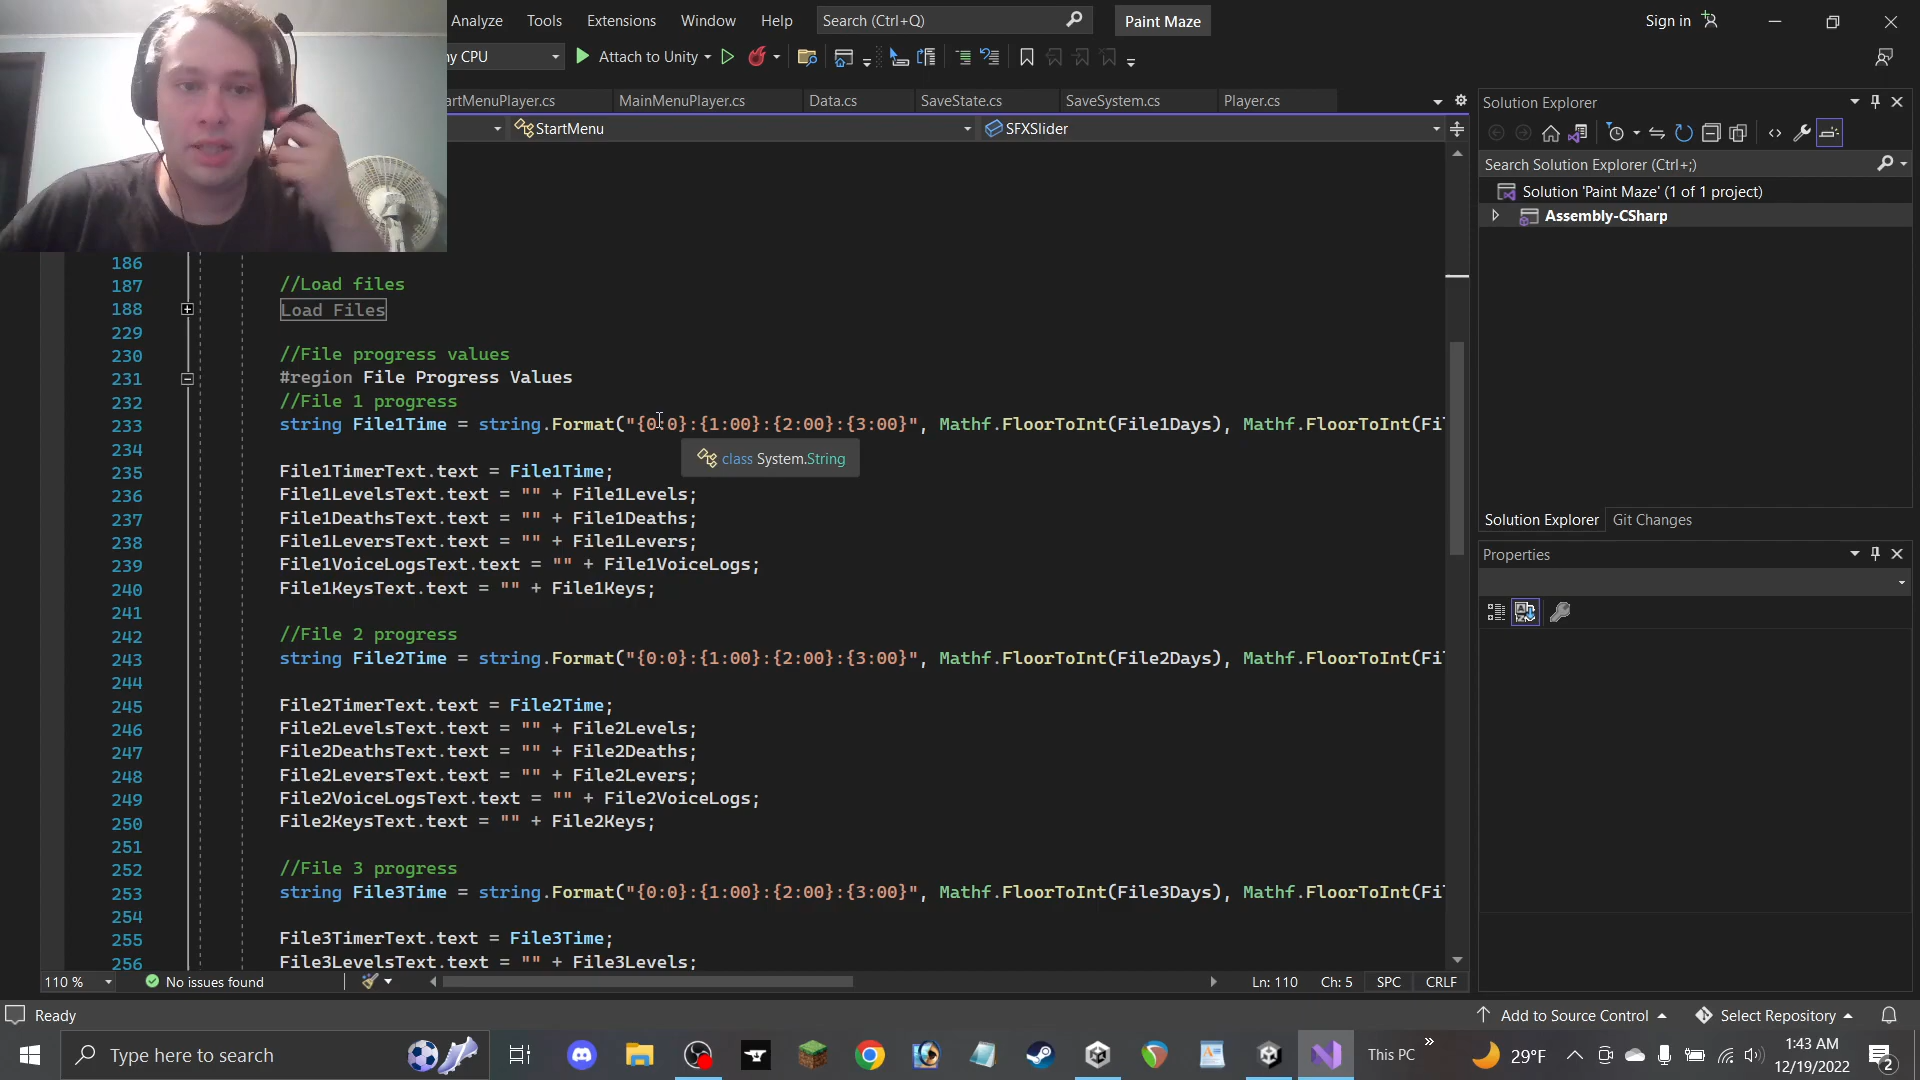 Analyze Tools Extensions Window Help Search (Ctrl+Q) Paint Maze Sign in
ny CPU Attach to Unity
artMenuPlayer.cs MainMenuPlayer.cs Data.cs SaveState.cs SaveSystem.cs Player.cs
StartMenu SFXSlider
186
187 //Load files
188 Load Files
229
230 //File progress values
231 #region File Progress Values
232 //File 1 progress
233 string File1Time = string.Format("{0:0}:{1:00}:{2:00}:{3:00}", Mathf.FloorToInt(File1Days), Mathf.FloorToInt(Fi
234
class System.String
235 File1TimerText.text = File1Time;
236 File1LevelsText.text = "" + File1Levels;
237 File1DeathsText.text = "" + File1Deaths;
238 File1LeversText.text = "" + File1Levers;
239 File1VoiceLogsText.text = "" + File1VoiceLogs;
240 File1KeysText.text = "" + File1Keys;
241
242 //File 2 progress
243 string File2Time = string.Format("{0:0}:{1:00}:{2:00}:{3:00}", Mathf.FloorToInt(File2Days), Mathf.FloorToInt(Fi
244
245 File2TimerText.text = File2Time;
246 File2LevelsText.text = "" + File2Levels;
247 File2DeathsText.text = "" + File2Deaths;
248 File2LeversText.text = "" + File2Levers;
249 File2VoiceLogsText.text = "" + File2VoiceLogs;
250 File2KeysText.text = "" + File2Keys;
251
252 //File 3 progress
253 string File3Time = string.Format("{0:0}:{1:00}:{2:00}:{3:00}", Mathf.FloorToInt(File3Days), Mathf.FloorToInt(Fi
254
255 File3TimerText.text = File3Time;
256 File3LevelsText.text = "" + File3Levels;
110 % No issues found Ln: 110 Ch: 5 SPC CRLF
Solution Explorer
Search Solution Explorer (Ctrl+;)
Solution 'Paint Maze' (1 of 1 project)
Assembly-CSharp
Solution Explorer Git Changes
Properties
Ready Add to Source Control Select Repository
Type here to search This PC » 29°F 1:43 AM
12/19/2022 2